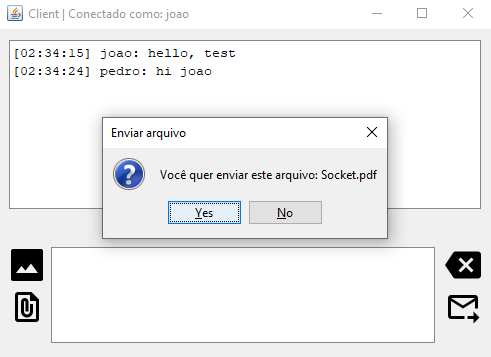 Client | Conectado como: joao
[02:34:15] joao: hello, test
[02:34:24] pedro: hi joao
Enviar arquivo
Você quer enviar este arquivo: Socket.pdf
Yes
No